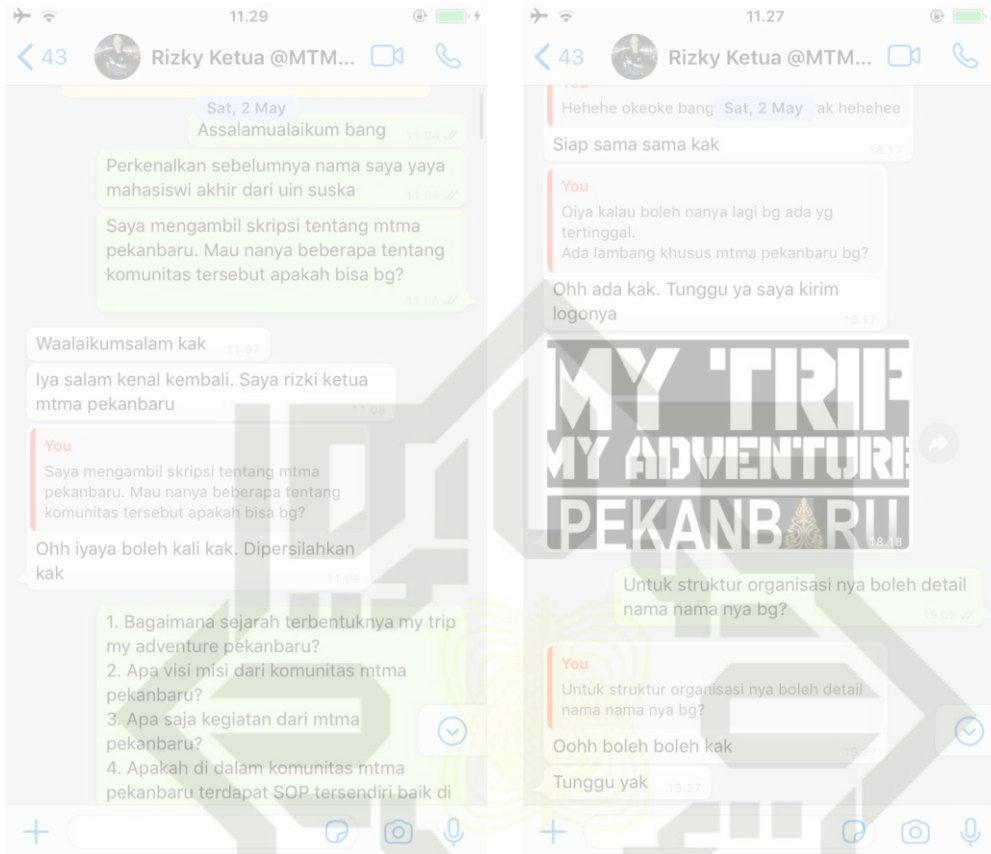 11.29
43
Rizky Ketua @MTM...
Sat, 2 May
Assalamualaikum bang
11.04
Perkenalkan sebelumnya nama saya yaya
mahasiswi akhir dari uin suska
11.04
Saya mengambil skripsi tentang mtma
pekanbaru. Mau nanya beberapa tentang
komunitas tersebut apakah bisa bg?
11.05
Waalaikumsalam kak
11.07
Iya salam kenal kembali. Saya rizki ketua
mtma pekanbaru
11.08
You
Saya mengambil skripsi tentang mtma
pekanbaru. Mau nanya beberapa tentang
komunitas tersebut apakah bisa bg?
Ohh iyaya boleh kali kak. Dipersilahkan
kak
11.08
1. Bagaimana sejarah terbentuknya my trip
my adventure pekanbaru?
2. Apa visi misi dari komunitas mtma
pekanbaru?
3. Apa saja kegiatan dari mtma
pekanbaru?
4. Apakah di dalam komunitas mtma
pekanbaru terdapat SOP tersendiri baik di
11.27
43
Rizky Ketua @MTM...
Hehehe okeoke bang
Sat, 2 May
ak hehehee
Siap sama sama kak
18.17
You
Oiya kalau boleh nanya lagi bg ada yg
tertinggal.
Ada lambang khusus mtma pekanbaru bg?
Ohh ada kak. Tunggu ya saya kirim
logonya
18.17
MY TRIP
MY ADVENTURE
PEKANBARU
18.18
Untuk struktur organisasi nya boleh detail
nama nama nya bg?
19.09
You
Untuk struktur organisasi nya boleh detail
nama nama nya bg?
Oohh boleh boleh kak
19.27
Tunggu yak
19.27